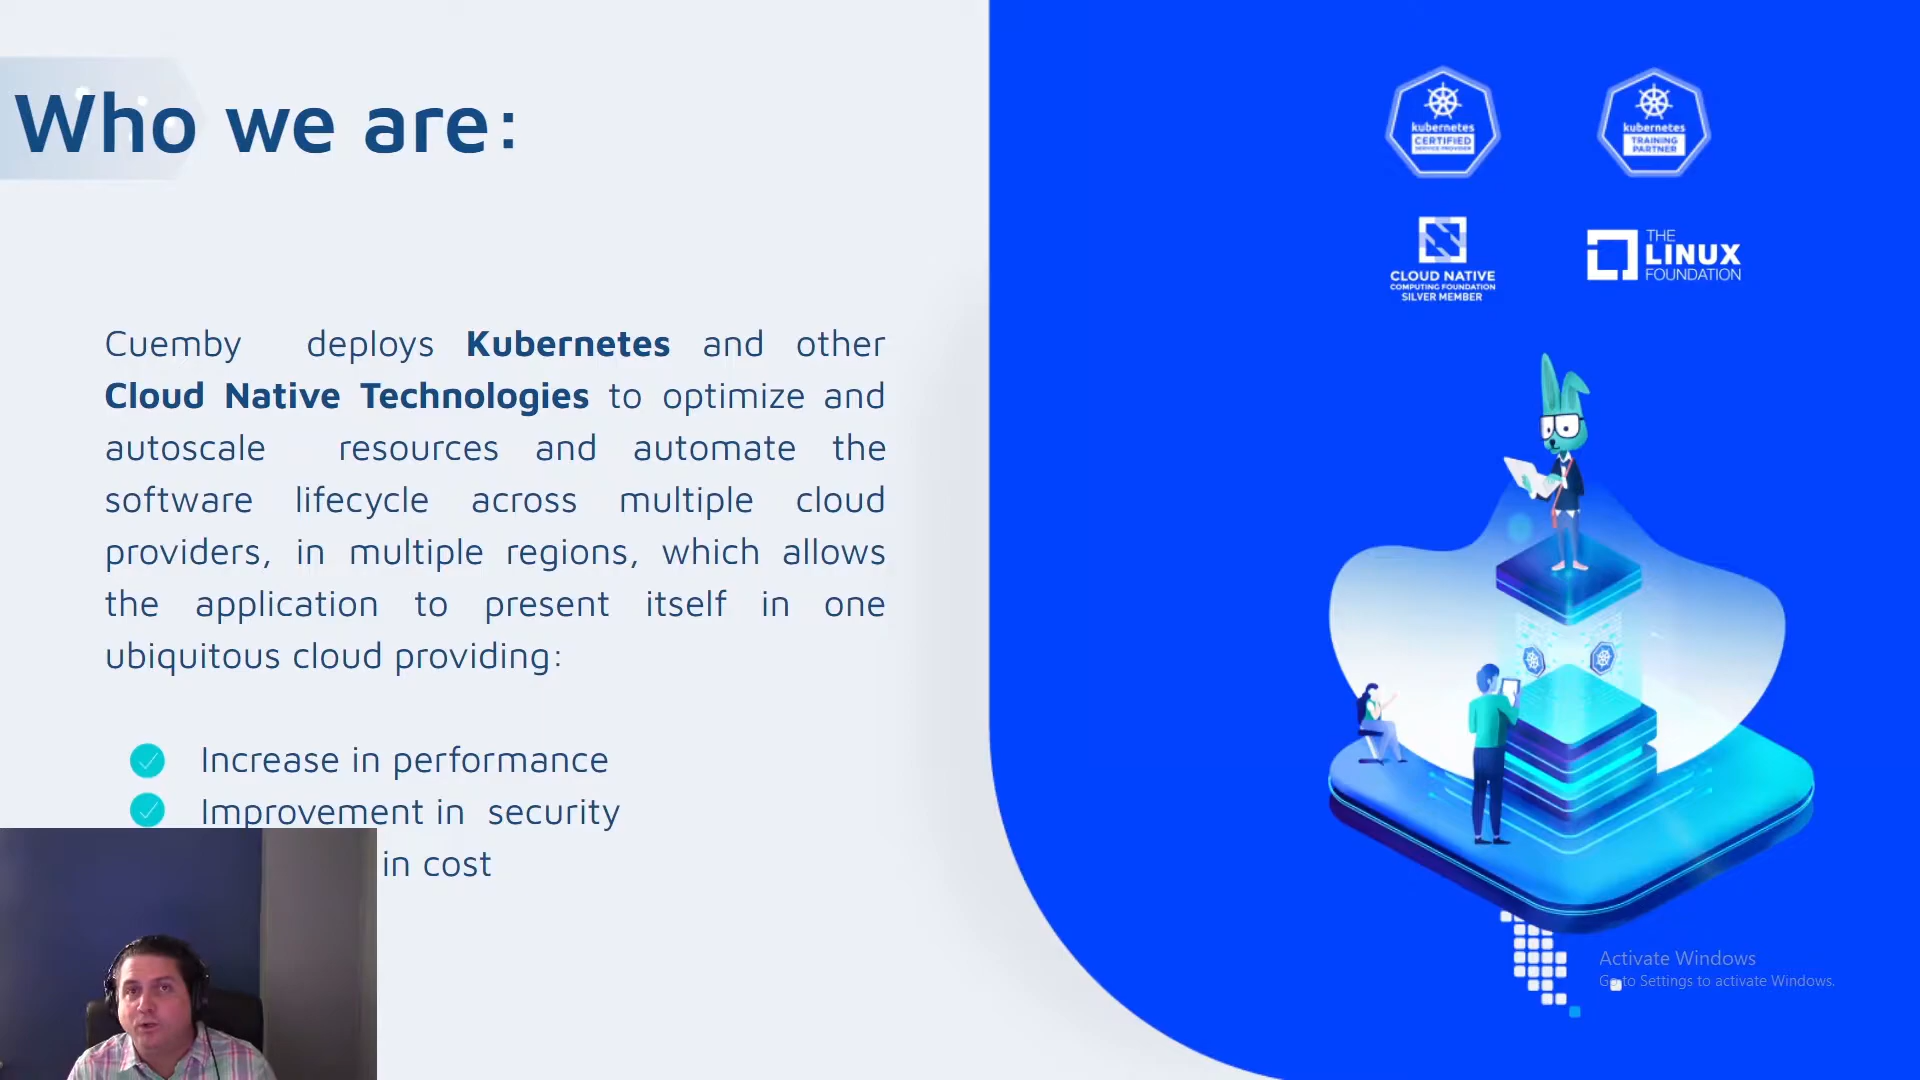 Who we are:
Cuemby deploys Kubernetes and other
Cloud Native Technologies to optimize and
autoscale resources and automate the
software lifecycle across multiple cloud
providers, in multiple regions, which allows
the application to present itself in one
ubiquitous cloud providing:
Increase in performance
Improvement in security
in cost
kubernetes
CERTIFIED
SERVICE PROVIDER
kubernetes
TRAINING
PARTNER
CLOUD NATIVE
COMPUTING FOUNDATION
SILVER MEMBER
THE
LINUX
FOUNDATION
Activate Windows
Go to Settings to activate Windows.